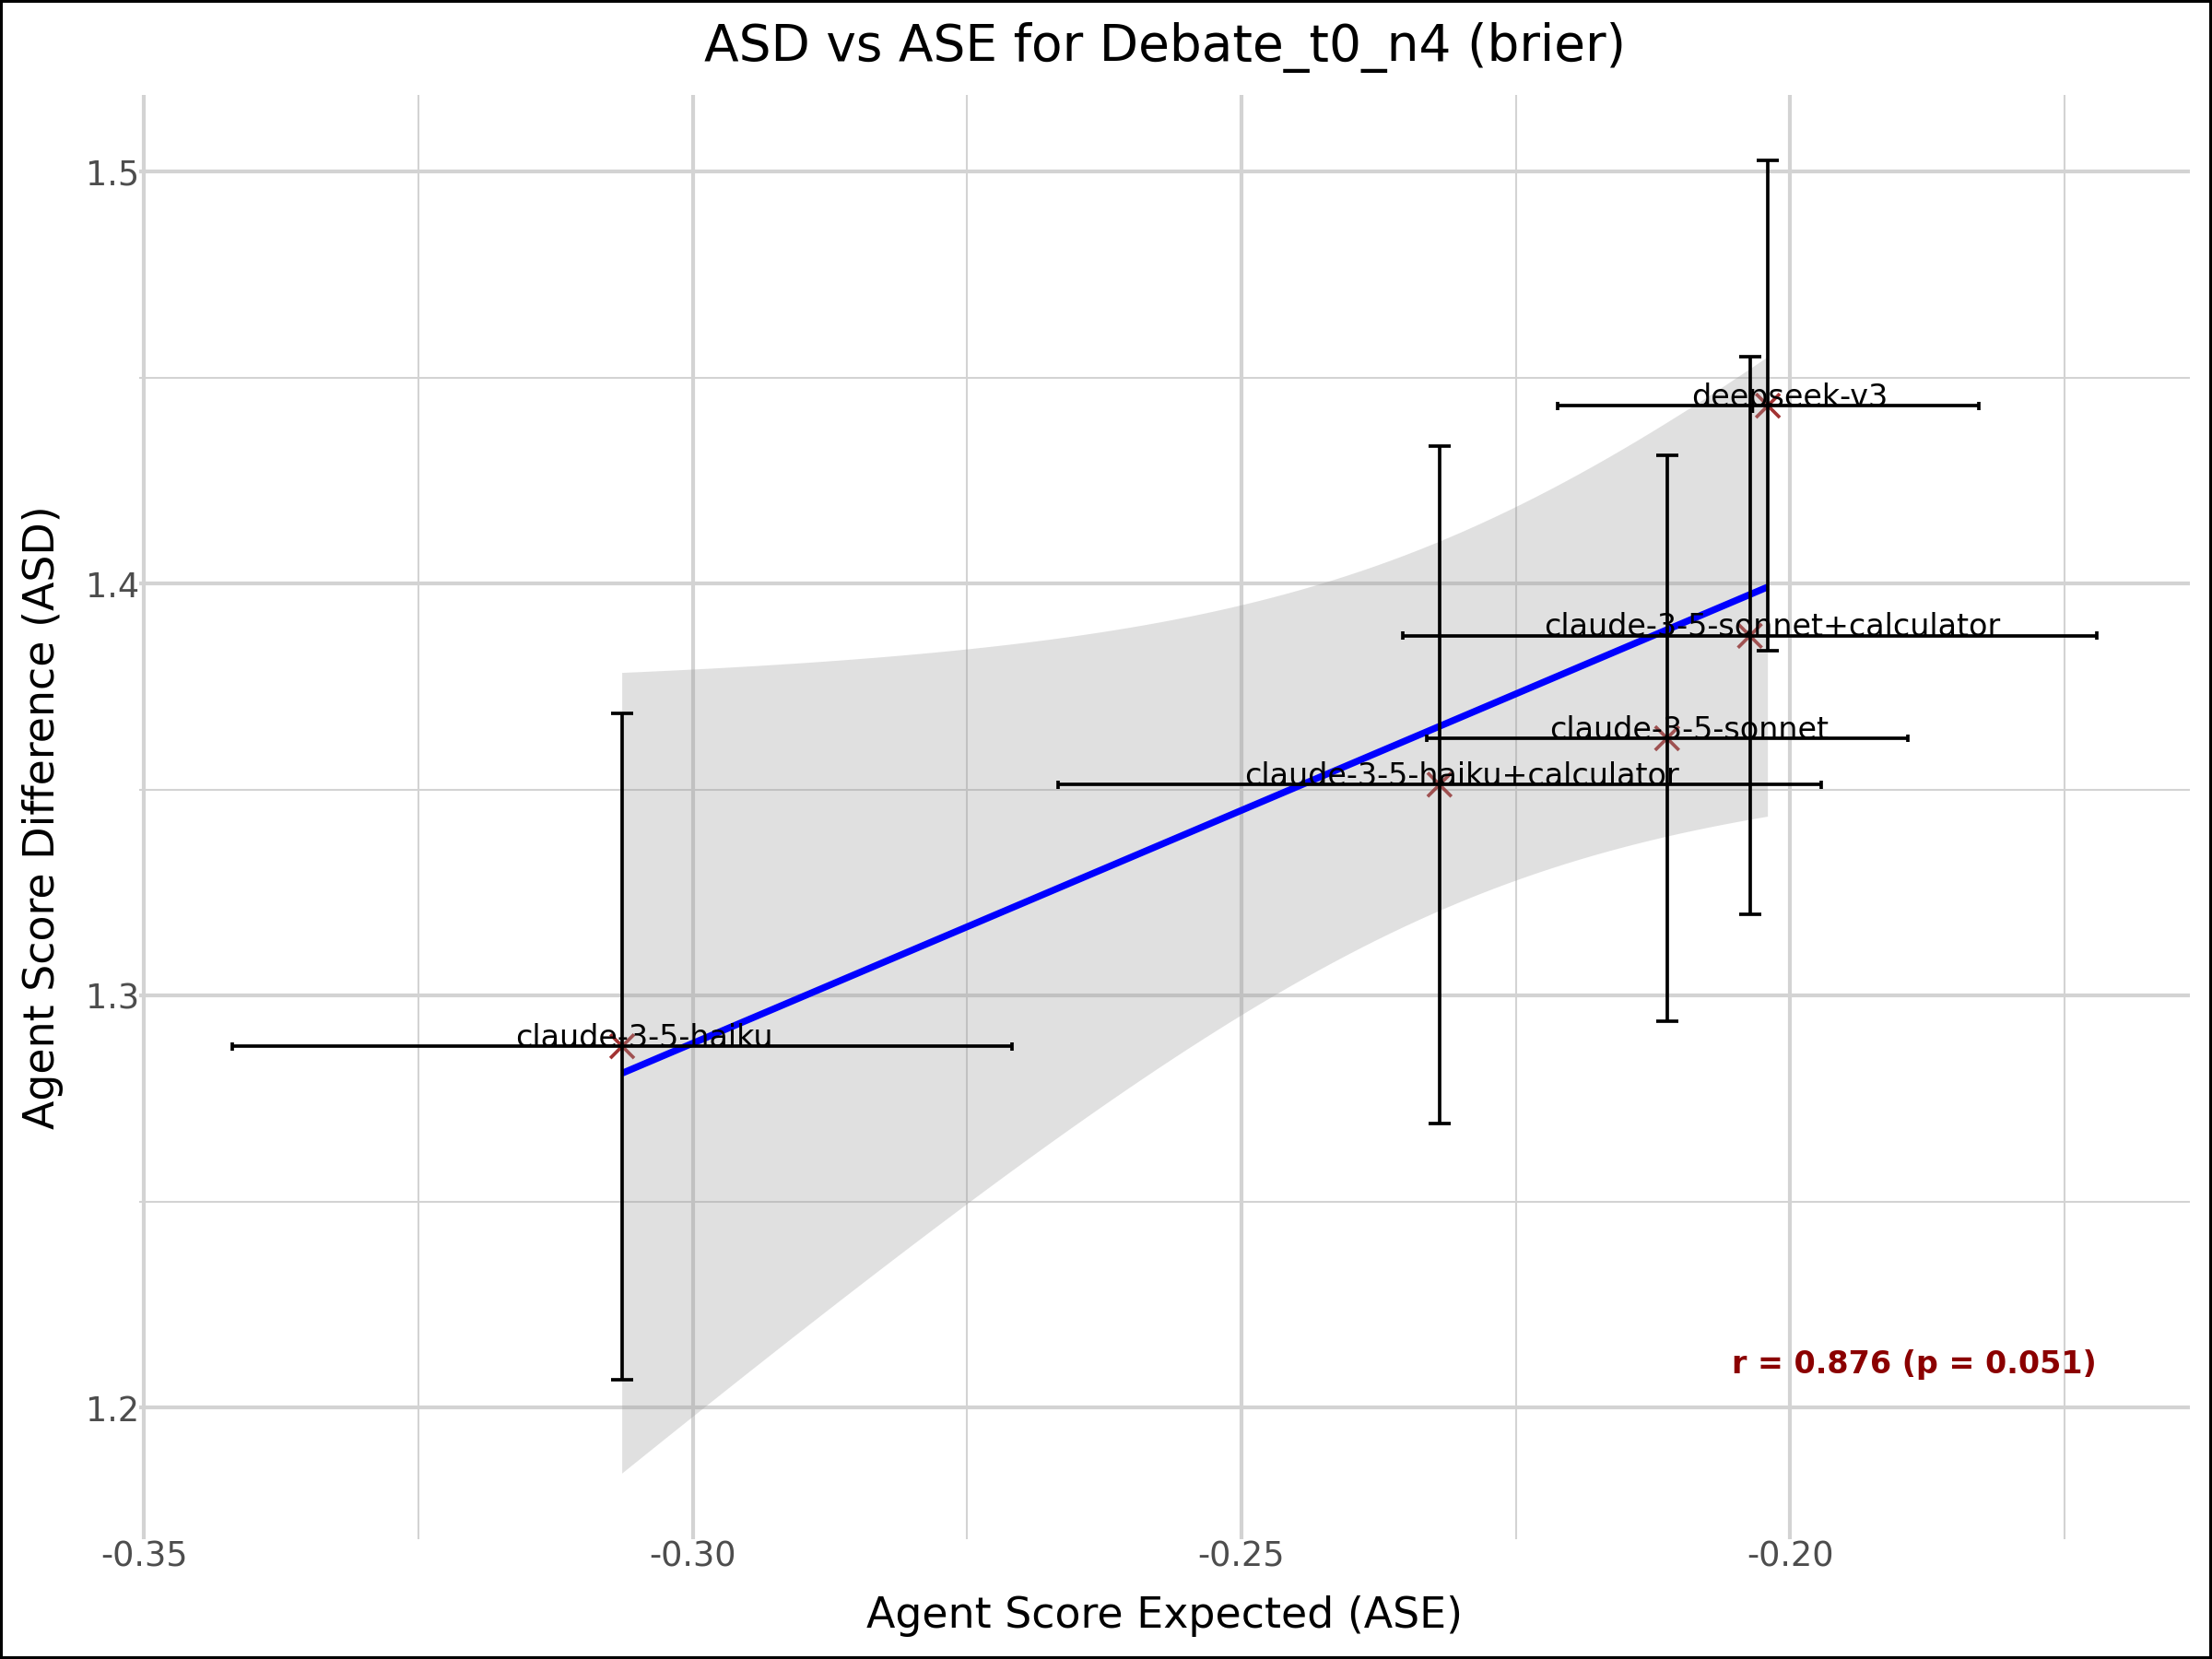 ASD vs ASE for Debate_t0_n4 (brier)
Agent Score Difference (ASD)
1.5
1.4
1.3
1.2
deepseek-v3
claude-3-5-sonnet+calculator
claude-3-5-sonnet
claude-3-5-haiku+calculator
claude-3-5-haiku
r = 0.876 (p = 0.051)
-0.35
-0.30
-0.25
-0.20
Agent Score Expected (ASE)